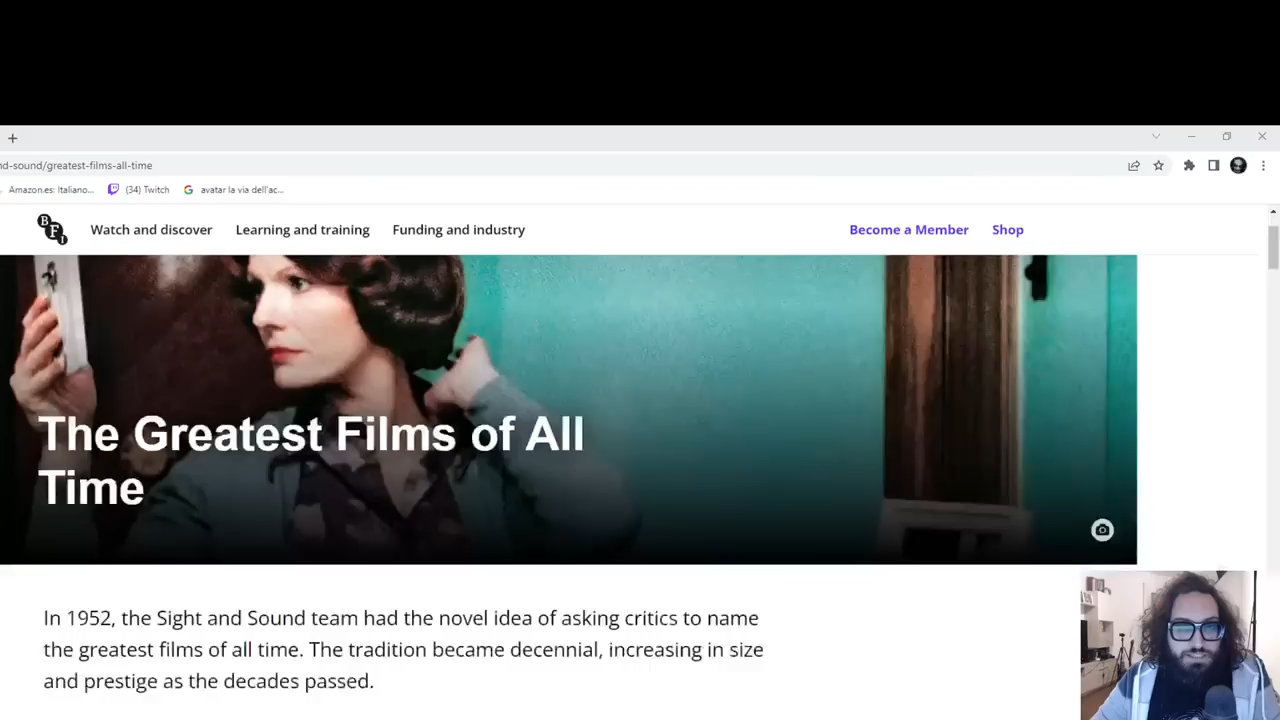 +
nd-sound/greatest-films-all-time
Amazon.es: Italiano... (34) Twitch avatar la via dell'ac...
BFI Watch and discover Learning and training Funding and industry Become a Member Shop
The Greatest Films of All
Time
In 1952, the Sight and Sound team had the novel idea of asking critics to name
the greatest films of all time. The tradition became decennial, increasing in size
and prestige as the decades passed.